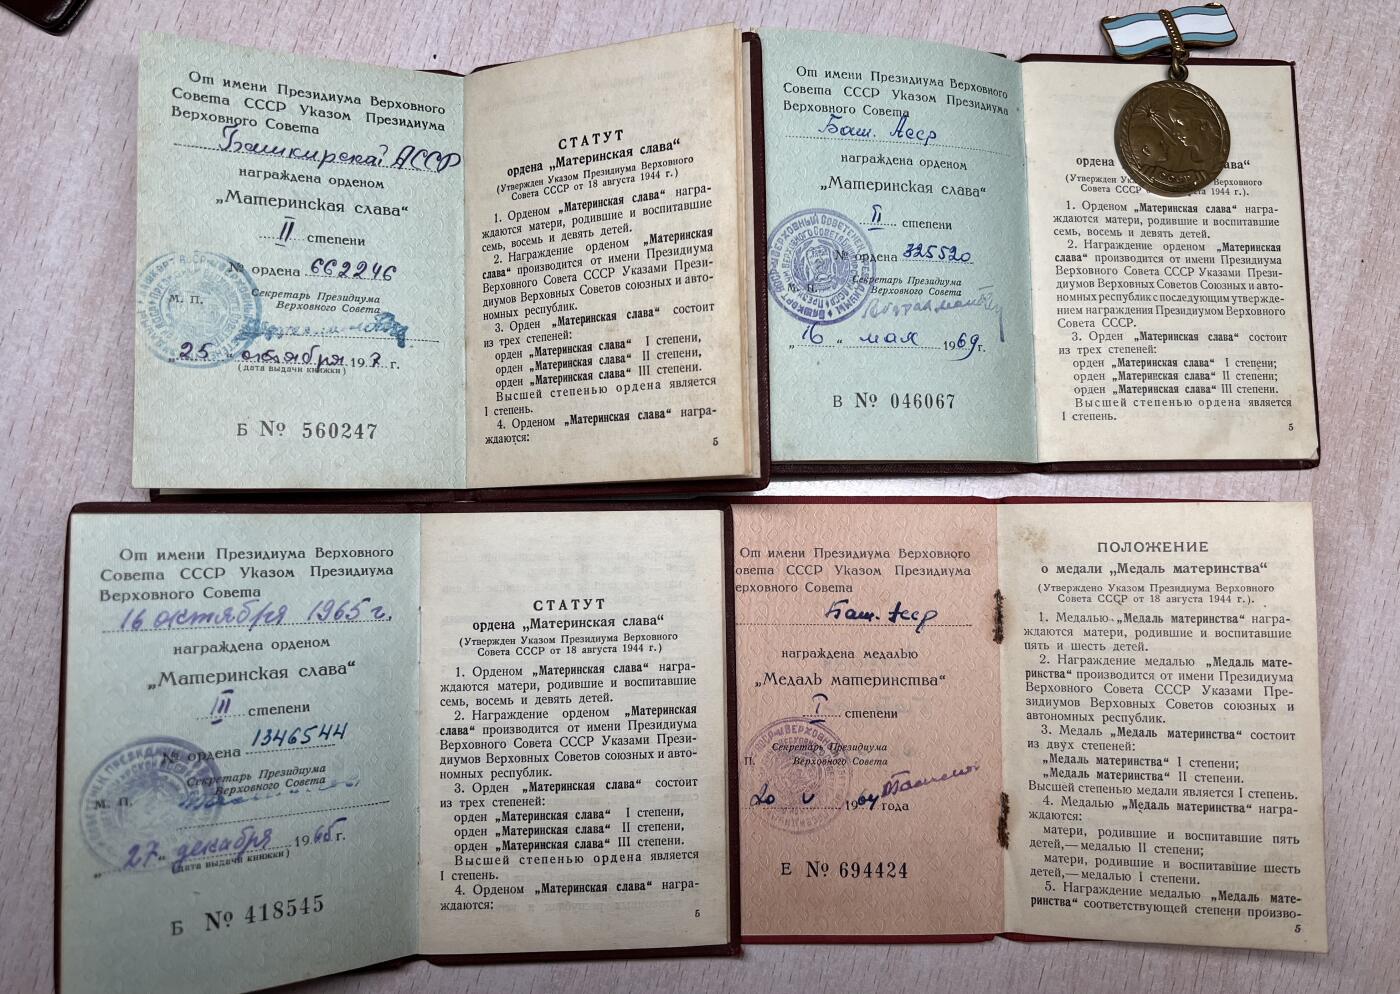 От имени Президиума Верховного
Совета СССР Указом Президиума
Верховного Совета
Башкирской АССР
награждена орденом
„Материнская слава“
II степени
№ ордена 662246
М. П.
Секретарь Президиума
Верховного Совета
„25“ октября 197 г.
(дата выдачи книжки)
Б № 560247
СТАТУТ
ордена „Материнская слава“
(Утвержден Указом Президиума Верховного
Совета СССР от 18 августа 1944 г.)
1. Орденом „Материнская слава“ награ-
ждаются матери, родившие и воспитавшие
семь, восемь и девять детей.
2. Награждение орденом „Материнская
слава“ производится от имени Президиума
Верховного Совета СССР Указами Прези-
диумов Верховных Советов союзных и авто-
номных республик.
3. Орден „Материнская слава“ состоит
из трех степеней:
орден „Материнская слава“ I степени,
орден „Материнская слава“ II степени,
орден „Материнская слава“ III степени.
Высшей степенью ордена является
I степень.
4. Орденом „Материнская слава“ награ-
ждаются:
5
От имени Президиума Верховного
Совета СССР Указом Президиума
Верховного Совета
Баш. Асср
награждена орденом
„Материнская слава“
II степени
№ ордена 325520
М. П.
Секретарь Президиума
Верховного Совета
„16“ мая 1969 г.
В № 046067
ордена слава“
(Утвержден Указом Верховного
Совета СССР августа 1944 г.).
СССР
1. Орденом „Материнская слава“ награ-
ждаются матери, родившие и воспитавшие
семь, восемь и девять детей.
2. Награждение орденом „Материнская
слава“ производится от имени Президиума
Верховного Совета СССР Указами Прези-
диумов Верховных Советов союзных и авто-
номных республик с последующим утвержде-
нием награждения Президиумом Верховного
Совета СССР.
3. Орден „Материнская слава“ состоит
из трех степеней:
орден „Материнская слава“ I степени;
орден „Материнская слава“ II степени;
орден „Материнская слава“ III степени.
Высшей степенью ордена является
I степень.
5
От имени Президиума Верховного
Совета СССР Указом Президиума
Верховного Совета
16 октября 1965 г.
награждена орденом
„Материнская слава“
III степени
№ ордена 1346544
М. П.
Секретарь Президиума
Верховного Совета
„27“ декабря 1965 г.
(дата выдачи книжки)
Б № 418545
СТАТУТ
ордена „Материнская слава“
(Утвержден Указом Президиума Верховного
Совета СССР от 18 августа 1944 г.)
1. Орденом „Материнская слава“ награ-
ждаются матери, родившие и воспитавшие
семь, восемь и девять детей.
2. Награждение орденом „Материнская
слава“ производится от имени Президиума
Верховного Совета СССР Указами Прези-
диумов Верховных Советов союзных и авто-
номных республик.
3. Орден „Материнская слава“ состоит
из трех степеней:
орден „Материнская слава“ I степени,
орден „Материнская слава“ II степени,
орден „Материнская слава“ III степени.
Высшей степенью ордена является
I степень.
4. Орденом „Материнская слава“ награ-
ждаются:
5
От имени Президиума Верховного
овета СССР Указом Президиума
ерховного Совета
Баш. Асср
награждена медалью
„Медаль материнства“
I степени
Секретарь Президиума
П. Верховного Совета
20 V 1964 года
Е № 694424
ПОЛОЖЕНИЕ
о медали „Медаль материнства“
(Утверждено Указом Президиума Верховного
Совета СССР от 18 августа 1944 г.).
1. Медалью „Медаль материнства“ награ-
ждаются матери, родившие и воспитавшие
пять и шесть детей.
2. Награждение медалью „Медаль мате-
ринства“ производится от имени Президиума
Верховного Совета СССР Указами Пре-
зидиумов Верховных Советов союзных и
автономных республик.
3. Медаль „Медаль материнства“ состоит
из двух степеней:
„Медаль материнства“ I степени;
„Медаль материнства“ II степени.
Высшей степенью медали является I степень.
4. Медалью „Медаль материнства“ награ-
ждаются:
матери, родившие и воспитавшие пять
детей,—медалью II степени;
матери, родившие и воспитавшие шесть
детей,—медалью I степени.
5. Награждение медалью „Медаль мате-
ринства“ соответствующей степени произво-
5